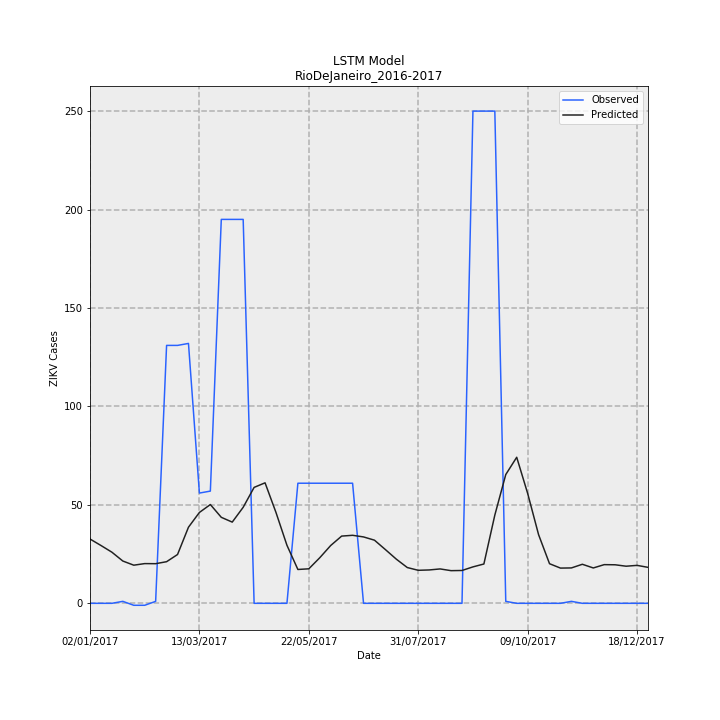 LSTM Model
RioDeJaneiro_2016-2017
Observed
Predicted
250
200
150
100
50
0
ZIKV Cases
02/01/2017 13/03/2017 22/05/2017 31/07/2017 09/10/2017 18/12/2017
Date